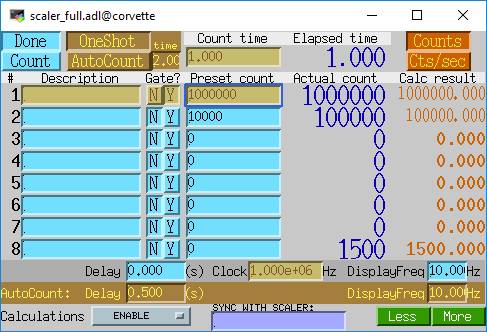 scaler_full.adl@corvette
Done OneShot time Count time Elapsed time Counts
Count AutoCount 2.00 1.000 1.000 Cts/sec
# Description Gate? Preset count Actual count Calc result
1 N Y 1000000 1000000 1000000.000
2 N Y 10000 100000 100000.000
3 N Y 0 0 0.000
4 N Y 0 0 0.000
5 N Y 0 0 0.000
6 N Y 0 0 0.000
7 N Y 0 0 0.000
8 N Y 0 1500 1500.000
Delay 0.000 (s) Clock 1.000e+06 Hz DisplayFreq 10.00 Hz
AutoCount: Delay 0.500 (s) DisplayFreq 10.00 Hz
Calculations ENABLE SYNC WITH SCALER: Less More